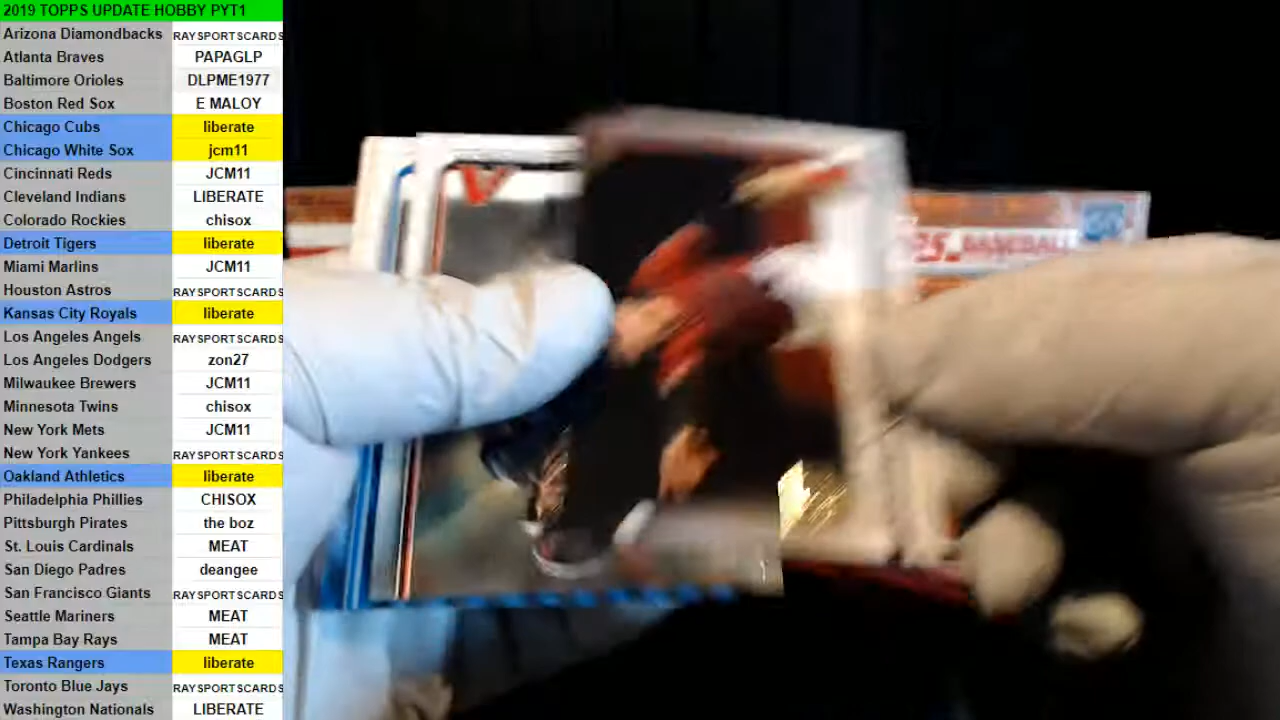 2019 TOPPS UPDATE HOBBY PYT1
Arizona Diamondbacks RAYSPORTSCARDS
Atlanta Braves PAPAGLP
Baltimore Orioles DLPME1977
Boston Red Sox E MALOY
Chicago Cubs liberate
Chicago White Sox jcm11
Cincinnati Reds JCM11
Cleveland Indians LIBERATE
Colorado Rockies chisox
Detroit Tigers liberate
Miami Marlins JCM11
Houston Astros RAYSPORTSCARDS
Kansas City Royals liberate
Los Angeles Angels RAYSPORTSCARDS
Los Angeles Dodgers zon27
Milwaukee Brewers JCM11
Minnesota Twins chisox
New York Mets JCM11
New York Yankees RAYSPORTSCARDS
Oakland Athletics liberate
Philadelphia Phillies CHISOX
Pittsburgh Pirates the boz
St. Louis Cardinals MEAT
San Diego Padres deangee
San Francisco Giants RAYSPORTSCARDS
Seattle Mariners MEAT
Tampa Bay Rays MEAT
Texas Rangers liberate
Toronto Blue Jays RAYSPORTSCARDS
Washington Nationals LIBERATE
BASEBALL